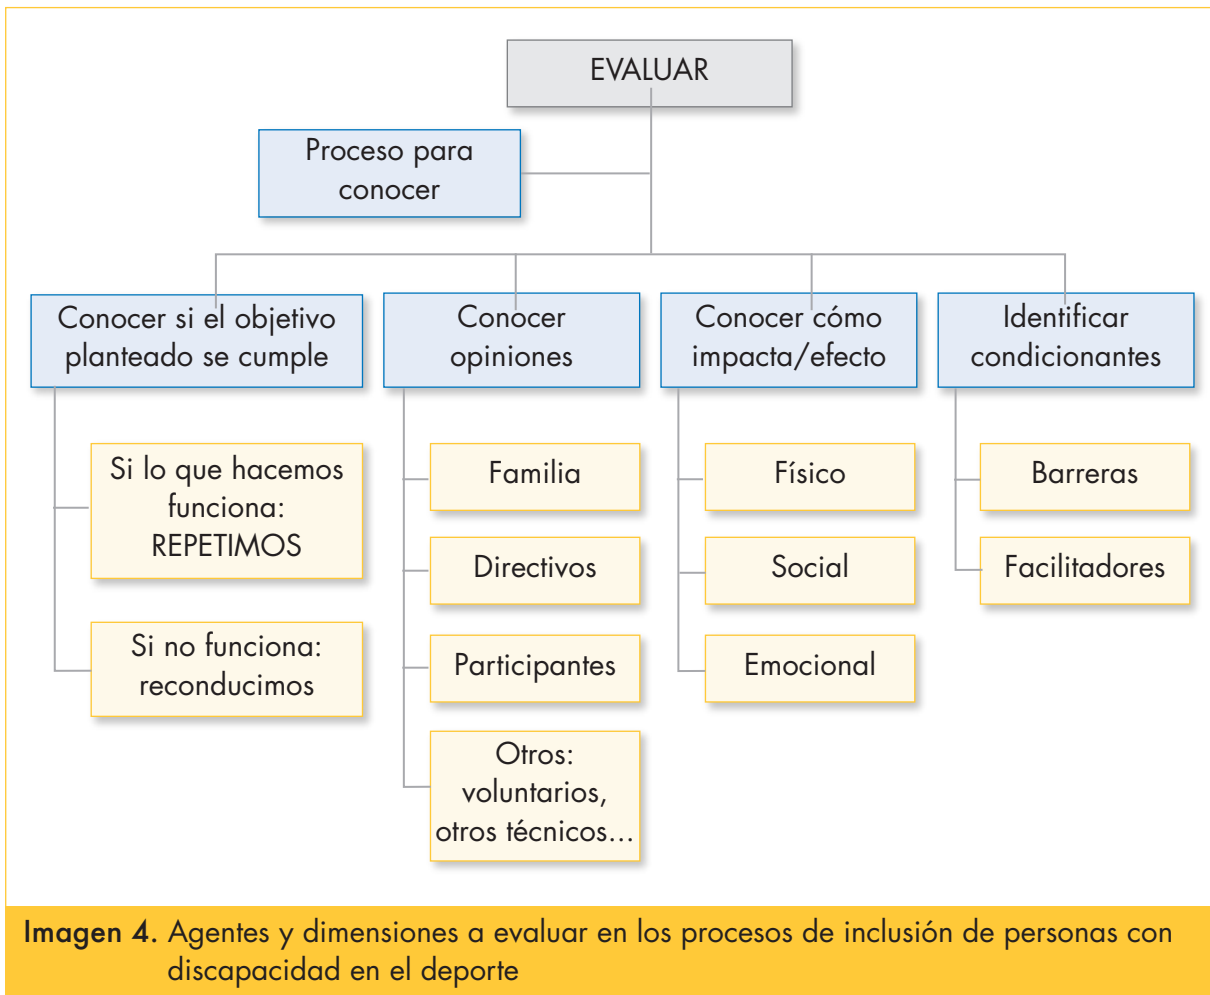 EVALUAR
Proceso para
conocer
Conocer si el objetivo
planteado se cumple
Si lo que hacemos
funciona:
REPETIMOS
Si no funciona:
reconducimos
Conocer
opiniones
Familia
Directivos
Participantes
Otros:
voluntarios,
otros técnicos...
Conocer cómo
impacta/efecto
Físico
Social
Emocional
Identificar
condicionantes
Barreras
Facilitadores
Imagen 4. Agentes y dimensiones a evaluar en los procesos de inclusión de personas con
discapacidad en el deporte